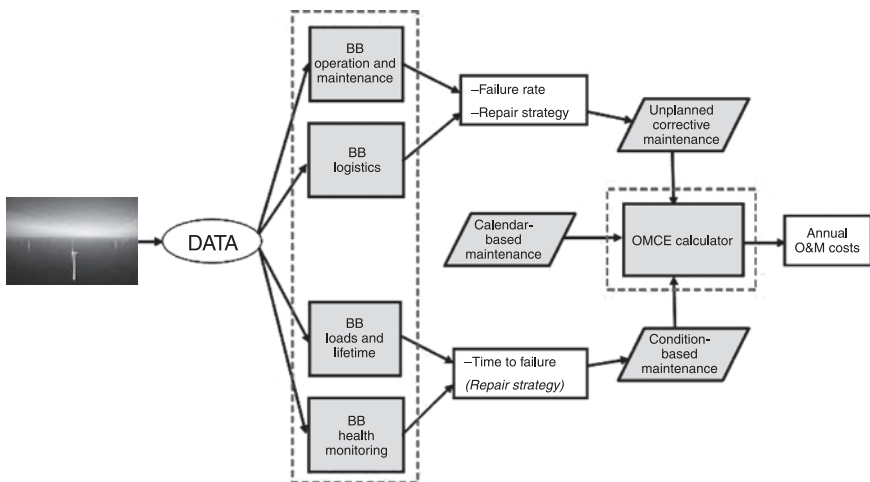 BB
operation and
maintenance
BB
logistics
–Failure rate
–Repair strategy
Unplanned
corrective
maintenance
DATA
Calendar-
based
maintenance
OMCE calculator
Annual
O&M costs
BB
loads and
lifetime
BB
health
monitoring
–Time to failure
(Repair strategy)
Condition-
based
maintenance